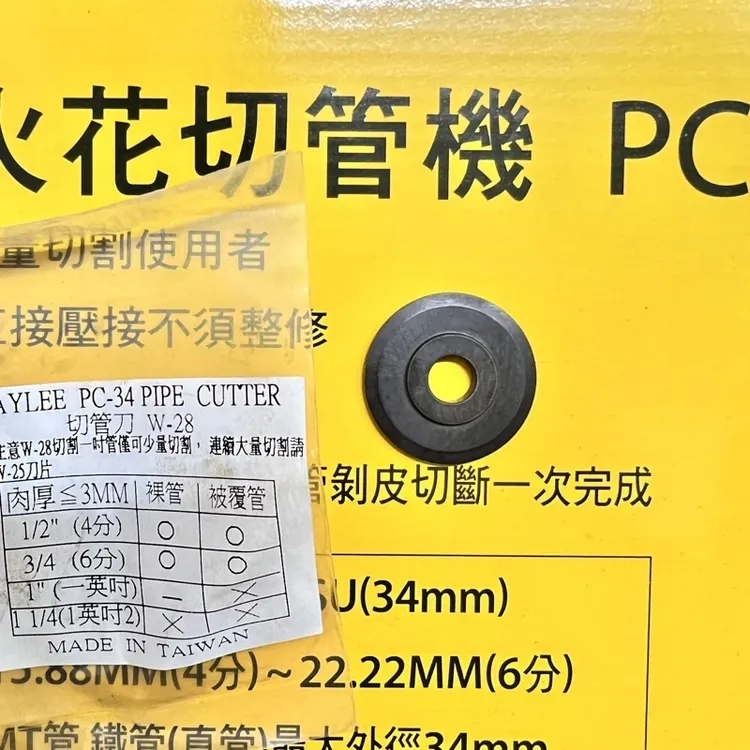 火花切管機 PC
量切割使用者
接壓接不須整修
AYLEE PC-34 PIPE CUTTER
切管刀 W-28
注意W-28切割一吋管僅可少量切割，連續大量切割請
W-25刀片
肉厚≦3MM 裸管 被覆管
1/2" (4分) ○ ○
3/4 (6分) ○ ○
1" (一英吋) — ×
1 1/4(1英吋2) × ×
MADE IN TAIWAN
管剝皮切斷一次完成
SU(34mm)
15.88MM(4分)~22.22MM(6分)
MT管 鐵管(直管)最大外徑34mm